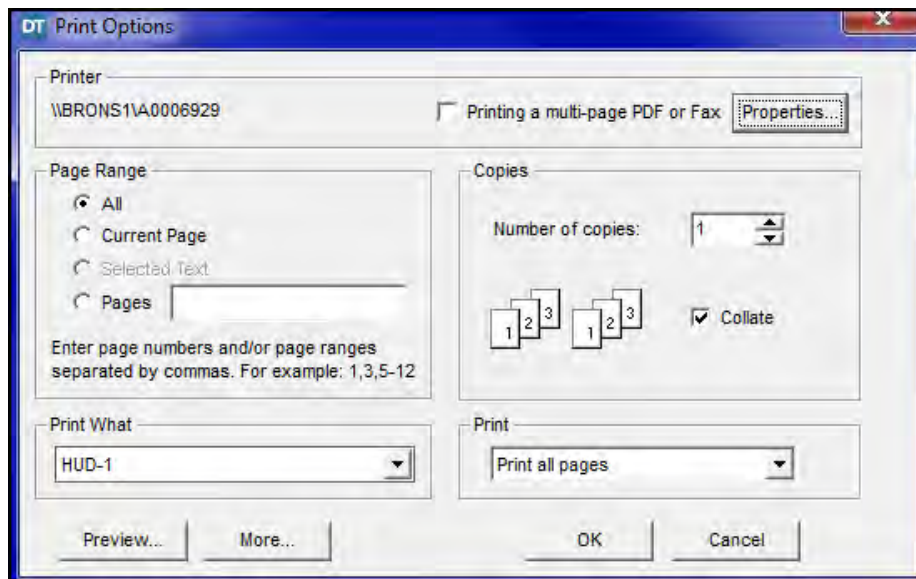 DT Print Options
Printer
\\BRONS1\A0006929
Printing a multi-page PDF or Fax
Properties...
Page Range
All
Current Page
Selected Text
Pages
Enter page numbers and/or page ranges
separated by commas. For example: 1,3,5-12
Copies
Number of copies: 1
1 2 3 1 2 3
Collate
Print What
HUD-1
Print
Print all pages
Preview... More... OK Cancel